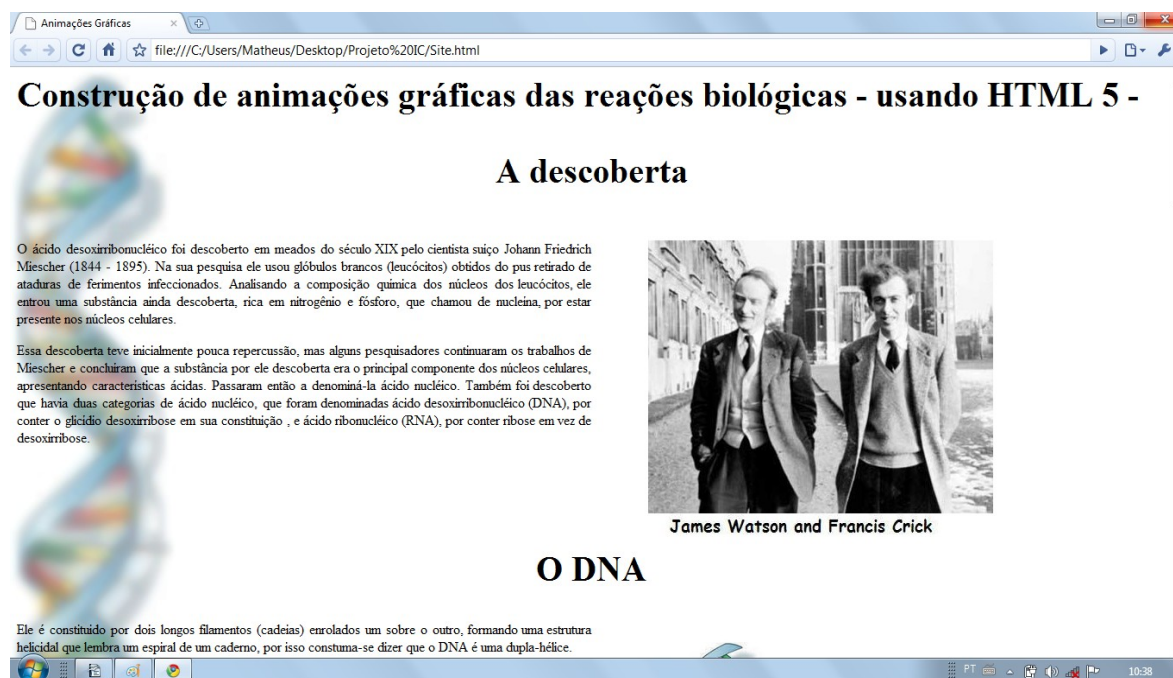 Animações Gráficas
file:///C:/Users/Matheus/Desktop/Projeto%20IC/Site.html
Construção de animações gráficas das reações biológicas - usando HTML 5 -
A descoberta
O ácido desoxirribonucléico foi descoberto em meados do século XIX pelo cientista suiço Johann Friedrich
Miescher (1844 - 1895). Na sua pesquisa ele usou glóbulos brancos (leucócitos) obtidos do pus retirado de
ataduras de ferimentos infeccionados. Analisando a composição quimica dos núcleos dos leucócitos, ele
entrou uma substância ainda descoberta, rica em nitrogênio e fósforo, que chamou de nucleina, por estar
presente nos núcleos celulares.
Essa descoberta teve inicialmente pouca repercussão, mas alguns pesquisadores continuaram os trabalhos de
Miescher e concluiram que a substância por ele descoberta era o principal componente dos núcleos celulares,
apresentando caracteristicas ácidas. Passaram então a denominá-la ácido nucléico. Também foi descoberto
que havia duas categorias de ácido nucléico, que foram denominadas ácido desoxirribonucléico (DNA), por
conter o glicidio desoxirribose em sua constituição , e ácido ribonucléico (RNA), por conter ribose em vez de
desoxirribose.
James Watson and Francis Crick
O DNA
Ele é constituido por dois longos filamentos (cadeias) enrolados um sobre o outro, formando uma estrutura
helicidal que lembra um espiral de um caderno, por isso constuma-se dizer que o DNA é uma dupla-hélice.
PT
10:38